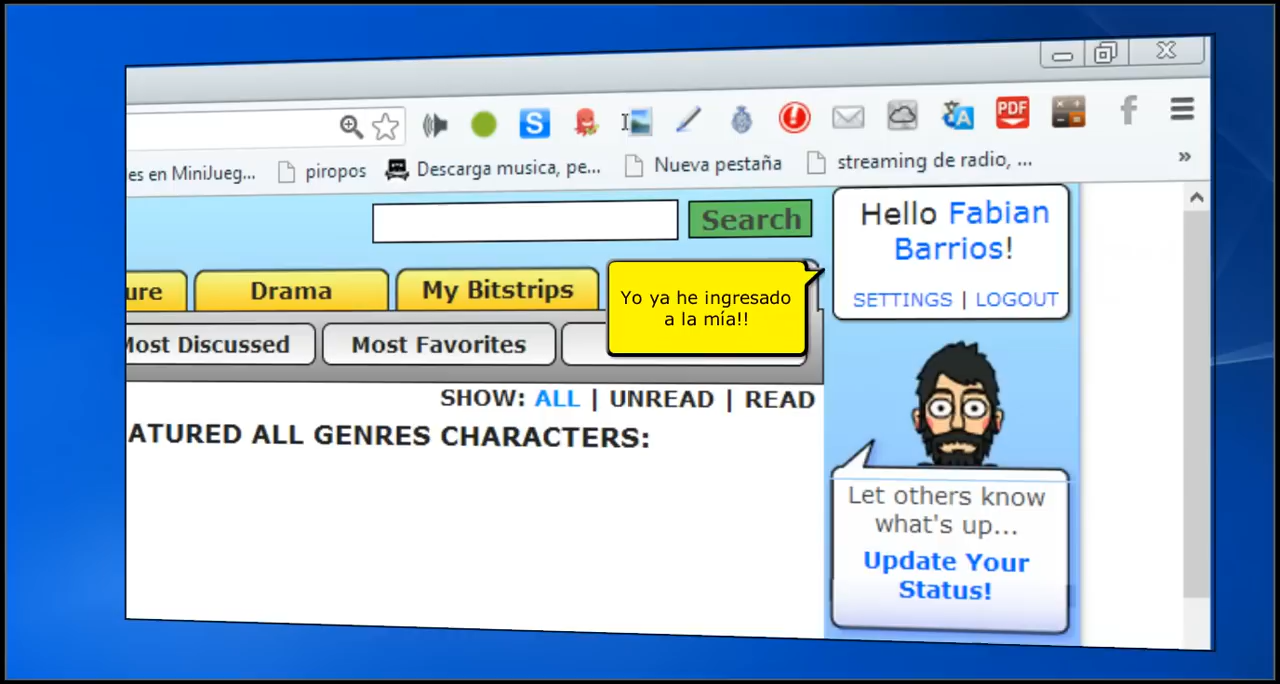 S
PDF
A
f
es en MiniJueg...
piropos
Descarga musica, pe...
Nueva pestaña
streaming de radio, ...
»
Search
Hello Fabian
Barrios!
SETTINGS | LOGOUT
ure
Drama
My Bitstrips
Yo ya he ingresado
a la mía!!
Most Discussed
Most Favorites
SHOW: ALL | UNREAD | READ
ATURED ALL GENRES CHARACTERS:
Let others know
what's up...
Update Your
Status!